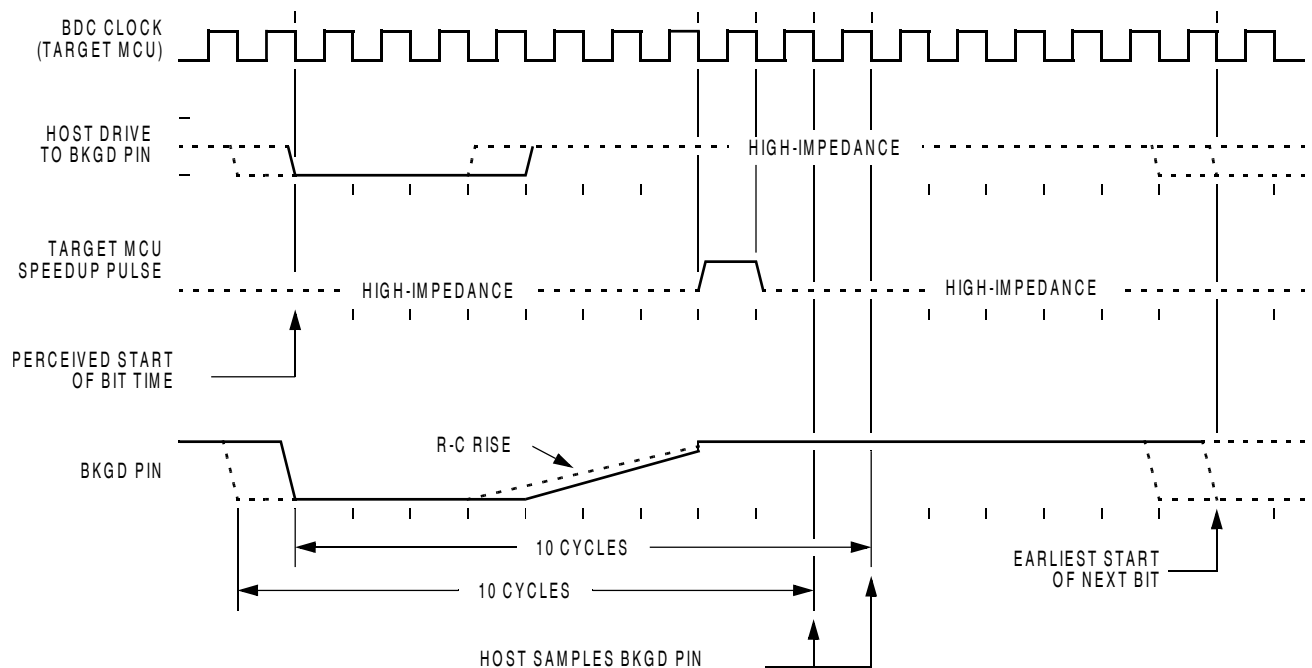 BDC CLOCK
(TARGET MCU)
HOST DRIVE
TO BKGD PIN
HIGH-IMPEDANCE
TARGET MCU
SPEEDUP PULSE
HIGH-IMPEDANCE
HIGH-IMPEDANCE
PERCEIVED START
OF BIT TIME
R-C RISE
BKGD PIN
10 CYCLES
EARLIEST START
OF NEXT BIT
10 CYCLES
HOST SAMPLES BKGD PIN